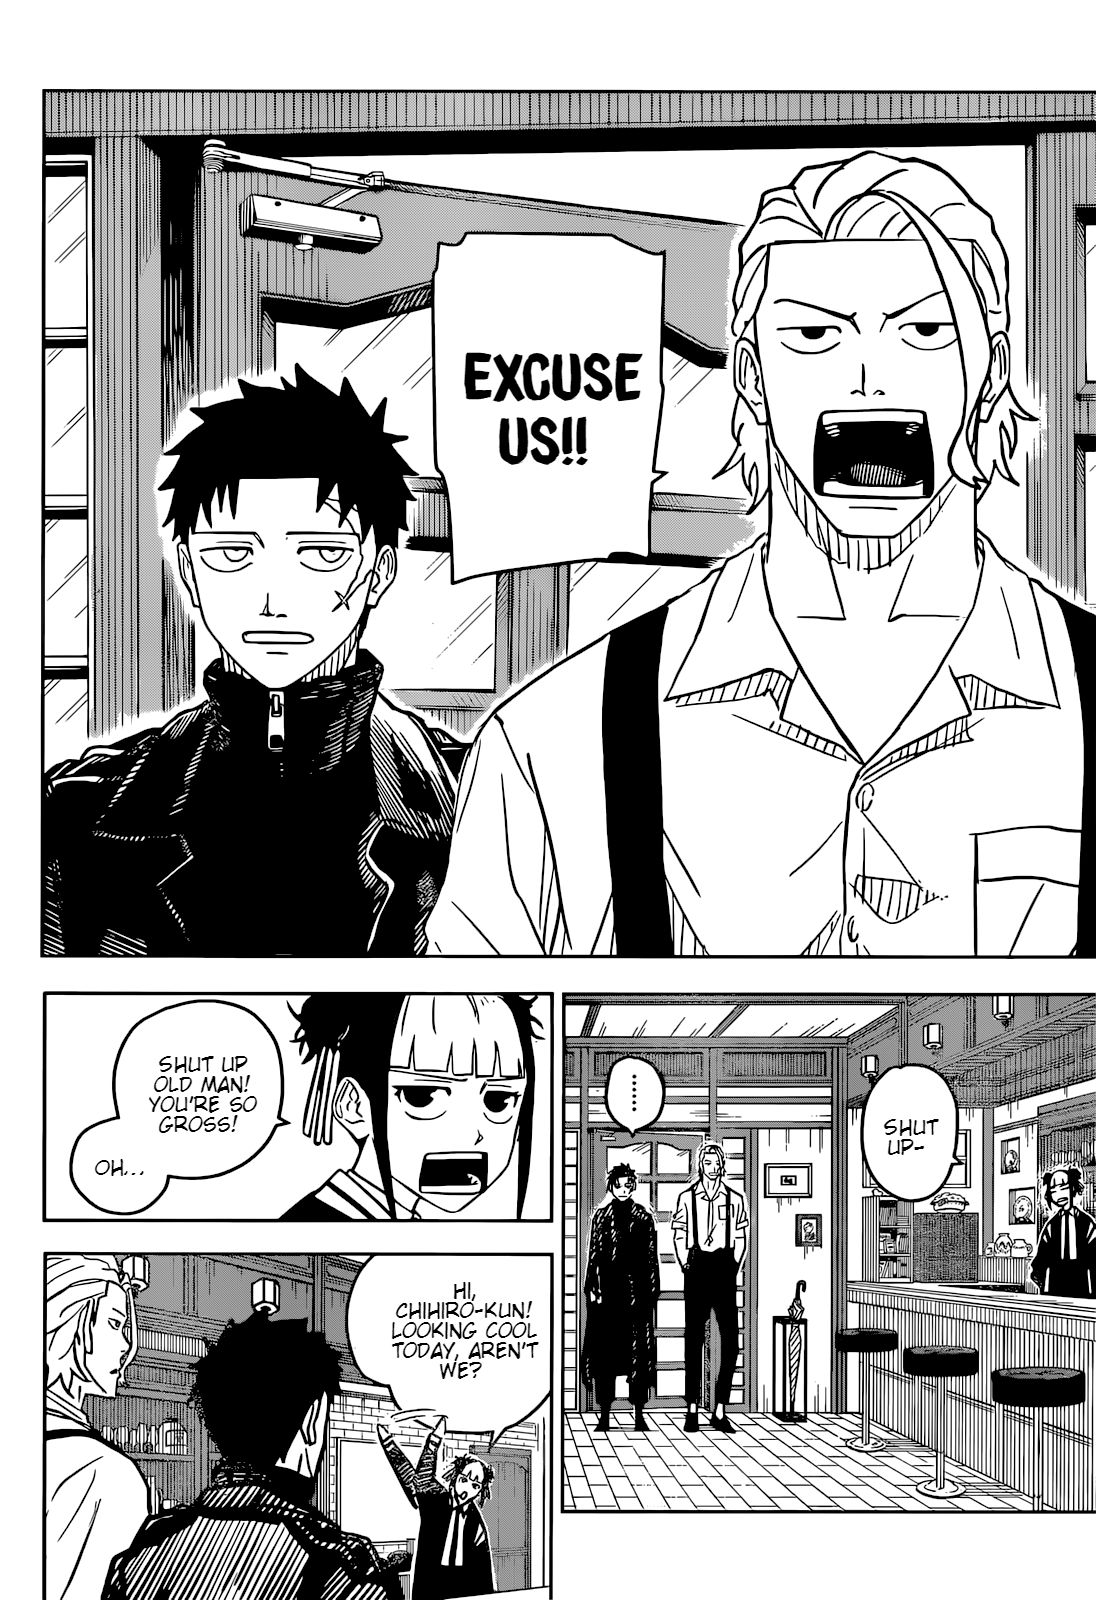 EXCUSE
US!!
........
SHUT
UP-
SHUT UP
OLD MAN!
YOU'RE SO
GROSS!
OH...
HI,
CHIHIRO-KUN!
LOOKING COOL
TODAY, AREN'T
WE?